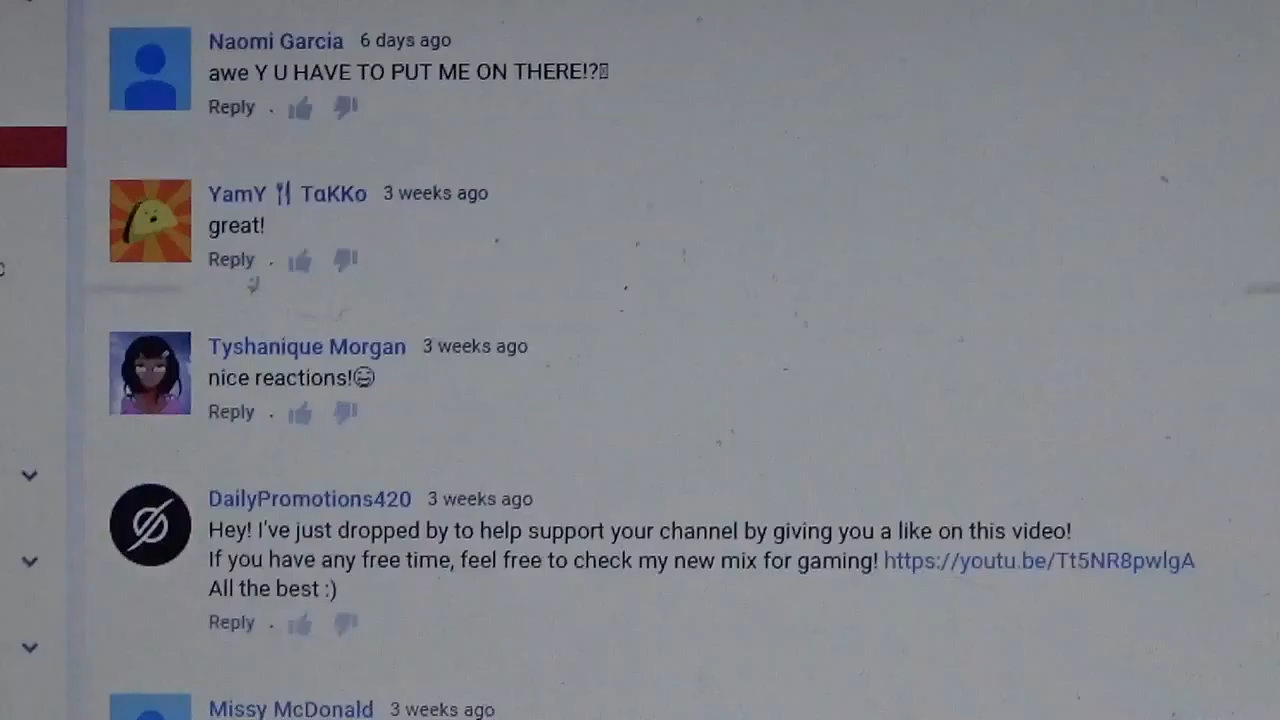 Naomi Garcia 6 days ago
awe Y U HAVE TO PUT ME ON THERE!?
Reply .
YamY 🍴 TαKKo 3 weeks ago
great!
Reply .
Tyshanique Morgan 3 weeks ago
nice reactions!😄
Reply .
DailyPromotions420 3 weeks ago
Hey! I've just dropped by to help support your channel by giving you a like on this video!
If you have any free time, feel free to check my new mix for gaming! https://youtu.be/Tt5NR8pwlgA
All the best :)
Reply .
Missy McDonald 3 weeks ago